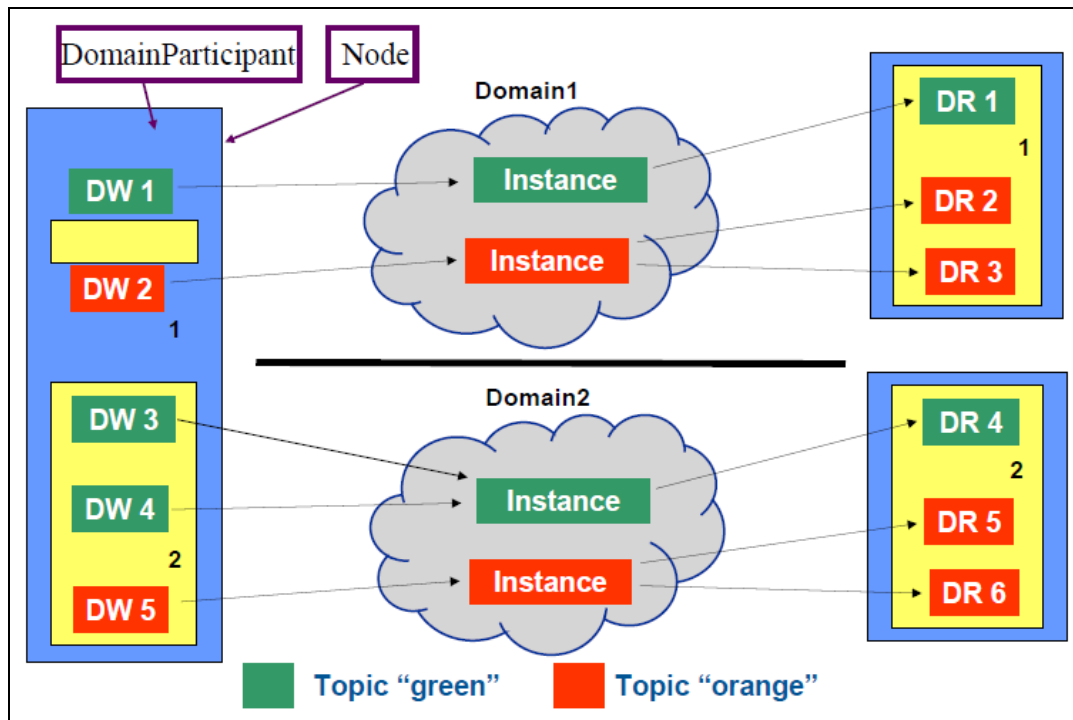 DomainParticipant
Node
Domain1
DW 1
Instance
DR 1
1
DW 2
Instance
DR 2
DR 3
1
Domain2
DW 3
Instance
DR 4
2
DW 4
2
DW 5
Instance
DR 5
DR 6
Topic “green”
Topic “orange”